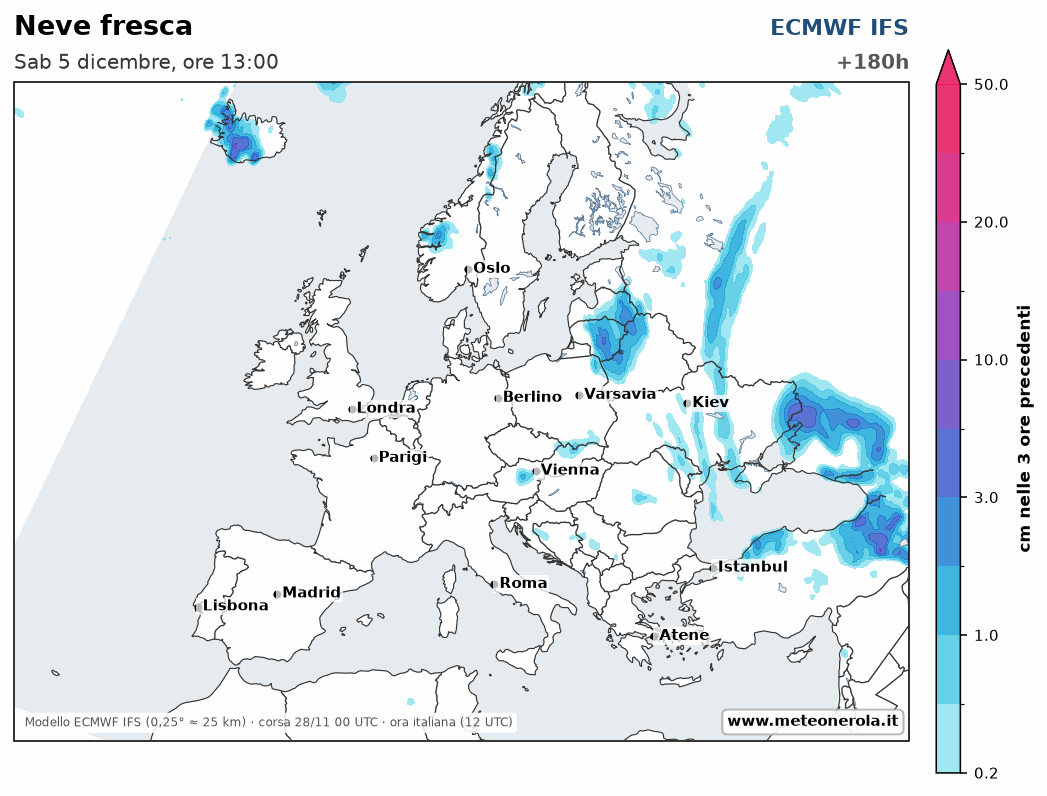 Neve fresca
ECMWF IFS
Sab 5 dicembre, ore 13:00
+180h
50.0
20.0
10.0
3.0
1.0
0.2
cm nelle 3 ore precedenti
Oslo
Londra
Berlino
Varsavia
Kiev
Parigi
Vienna
Istanbul
Roma
Madrid
Lisbona
Atene
Modello ECMWF IFS (0,25° ≈ 25 km) · corsa 28/11 00 UTC · ora italiana (12 UTC)
www.meteonerola.it